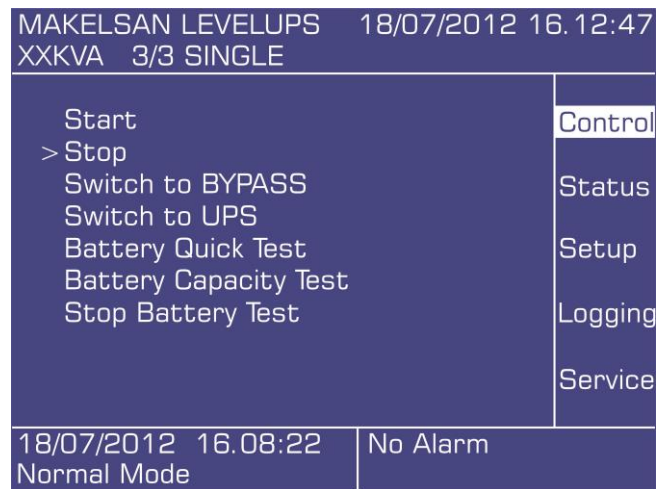 MAKELSAN LEVELUPS 18/07/2012 16.12:47
XXKVA 3/3 SINGLE
Start
>Stop
Switch to BYPASS
Switch to UPS
Battery Quick Test
Battery Capacity Test
Stop Battery Test
Control
Status
Setup
Logging
Service
18/07/2012 16.08:22
Normal Mode
No Alarm